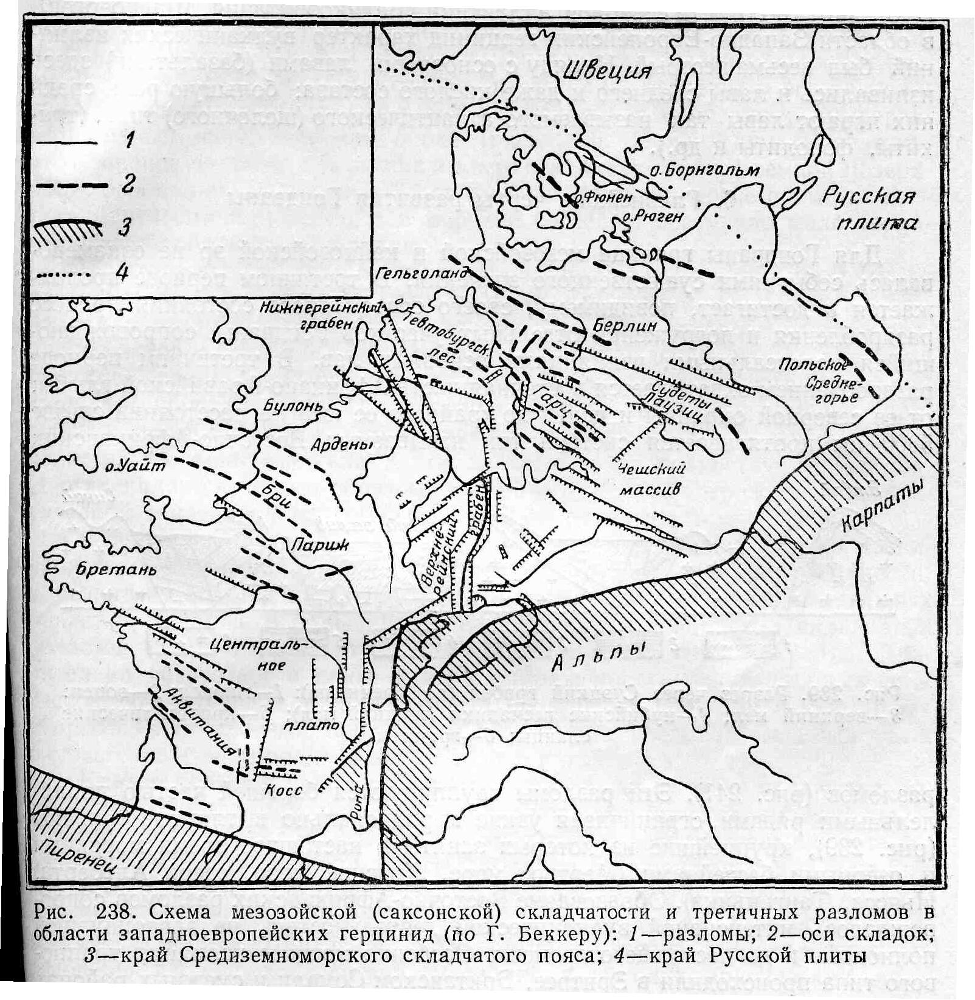 Швеция
о.Борнгольм
о.Фюнен
о.Рюген
Русская
плита
1
2
3
4
Гельголанд
Нижнерейнский
грабен
Тевтобургск.
лес
Берлин
Польское
Средне-
горье
Судеты
Лаузиц
Гарц
Булонь
Ардены
о.Уайт
Бри
Чешский
массив
Карпаты
Париж
Верхне-
рейнский
грабен
Бретань
Централь-
ное
плато
Альпы
Аквитания
Косс
Рона
Пиренеи
Рис. 238. Схема мезозойской (саксонской) складчатости и третичных разломов в
области западноевропейских герцинид (по Г. Беккеру): 1—разломы; 2—оси складок;
3—край Средиземноморского складчатого пояса; 4—край Русской плиты